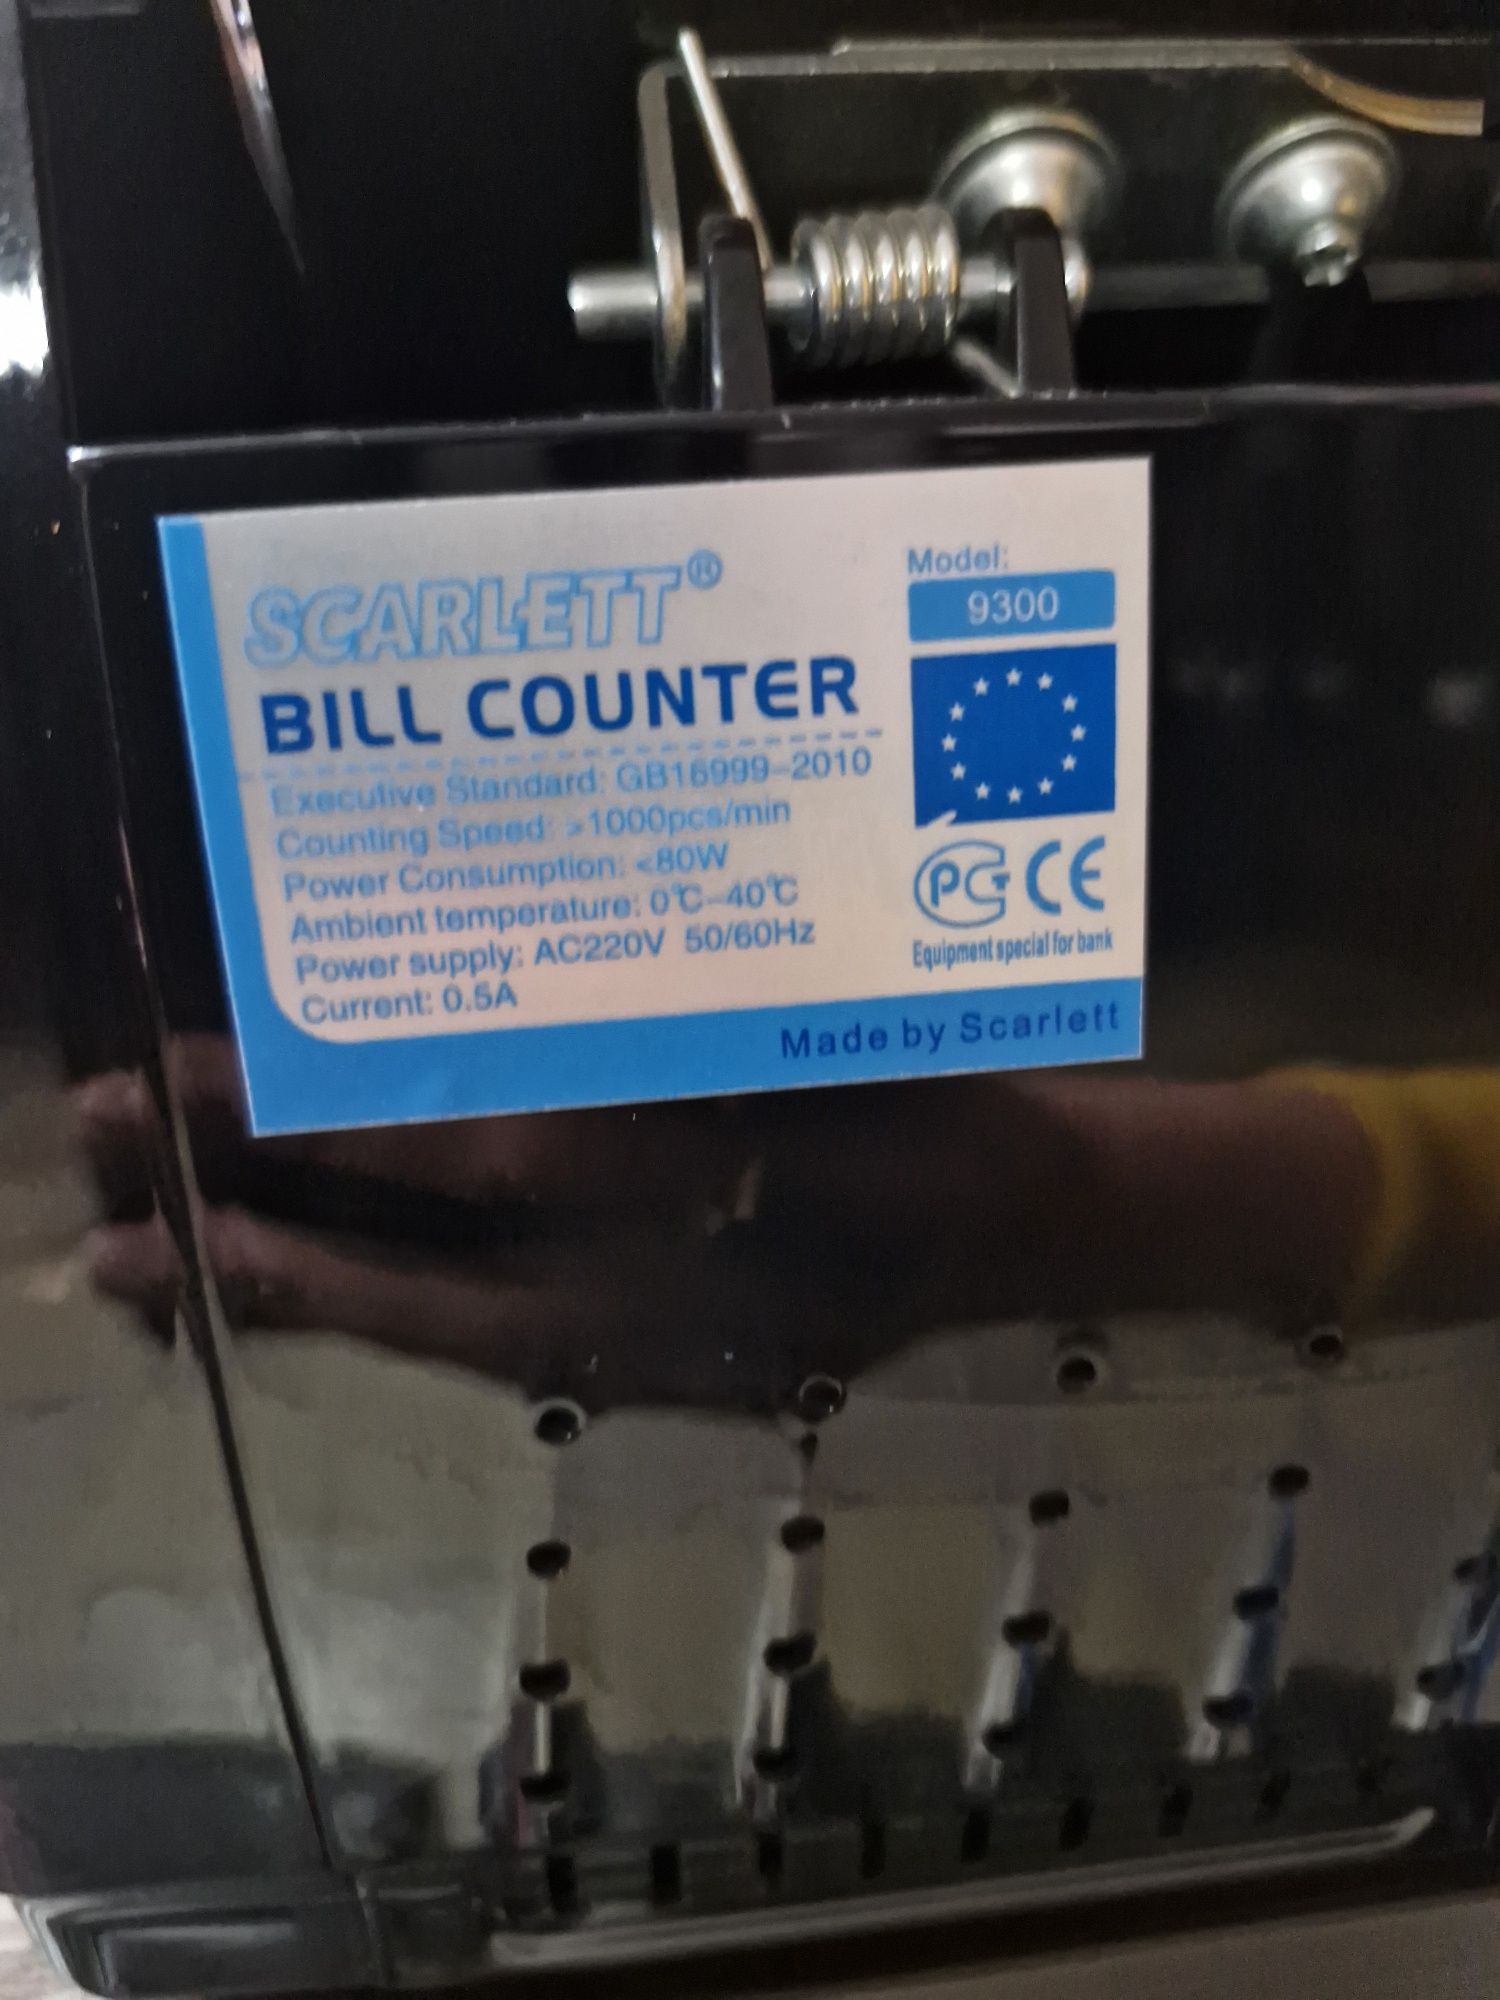 SCARLETT®
BILL COUNTER
Executive Standard: GB16999-2010
Counting Speed: >1000pcs/min
Power Consumption: <80W
Ambient temperature: 0℃-40℃
Power supply: AC220V 50/60Hz
Current: 0.5A
Model:
9300
PCT CE
Equipment special for bank
Made by Scarlett